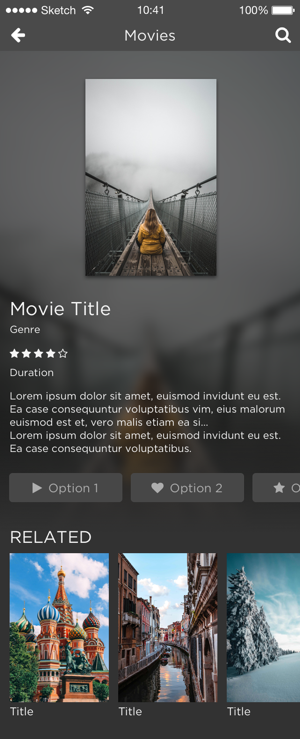 Sketch 10:41 100%
Movies
Movie Title
Genre
Duration
Lorem ipsum dolor sit amet, euismod invidunt eu est.
Ea case consequuntur voluptatibus vim, eius malorum
euismod est et, vero malis etiam ea si...
Lorem ipsum dolor sit amet, euismod invidunt eu est.
Ea case consequuntur voluptatibus.
Option 1 Option 2 O
RELATED
Title Title Title